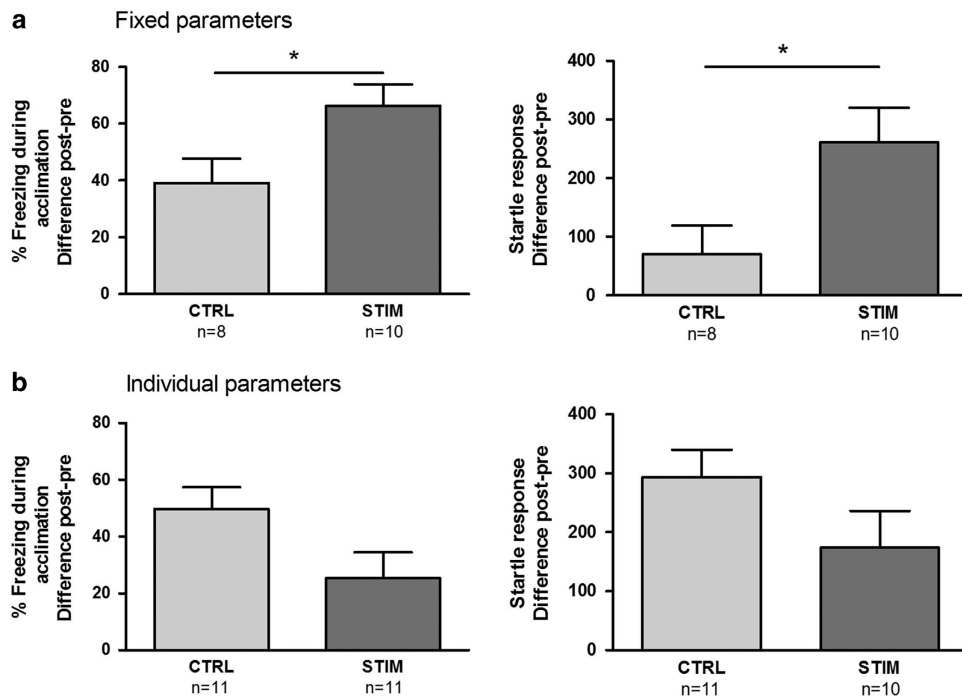 a Fixed parameters
% Freezing during
acclimation
Difference post-pre
80
60
40
20
0
*
CTRL
n=8
STIM
n=10
Startle response
Difference post-pre
400
300
200
100
0
*
CTRL
n=8
STIM
n=10
b Individual parameters
% Freezing during
acclimation
Difference post-pre
80
60
40
20
0
CTRL
n=11
STIM
n=11
Startle response
Difference post-pre
400
300
200
100
0
CTRL
n=11
STIM
n=10